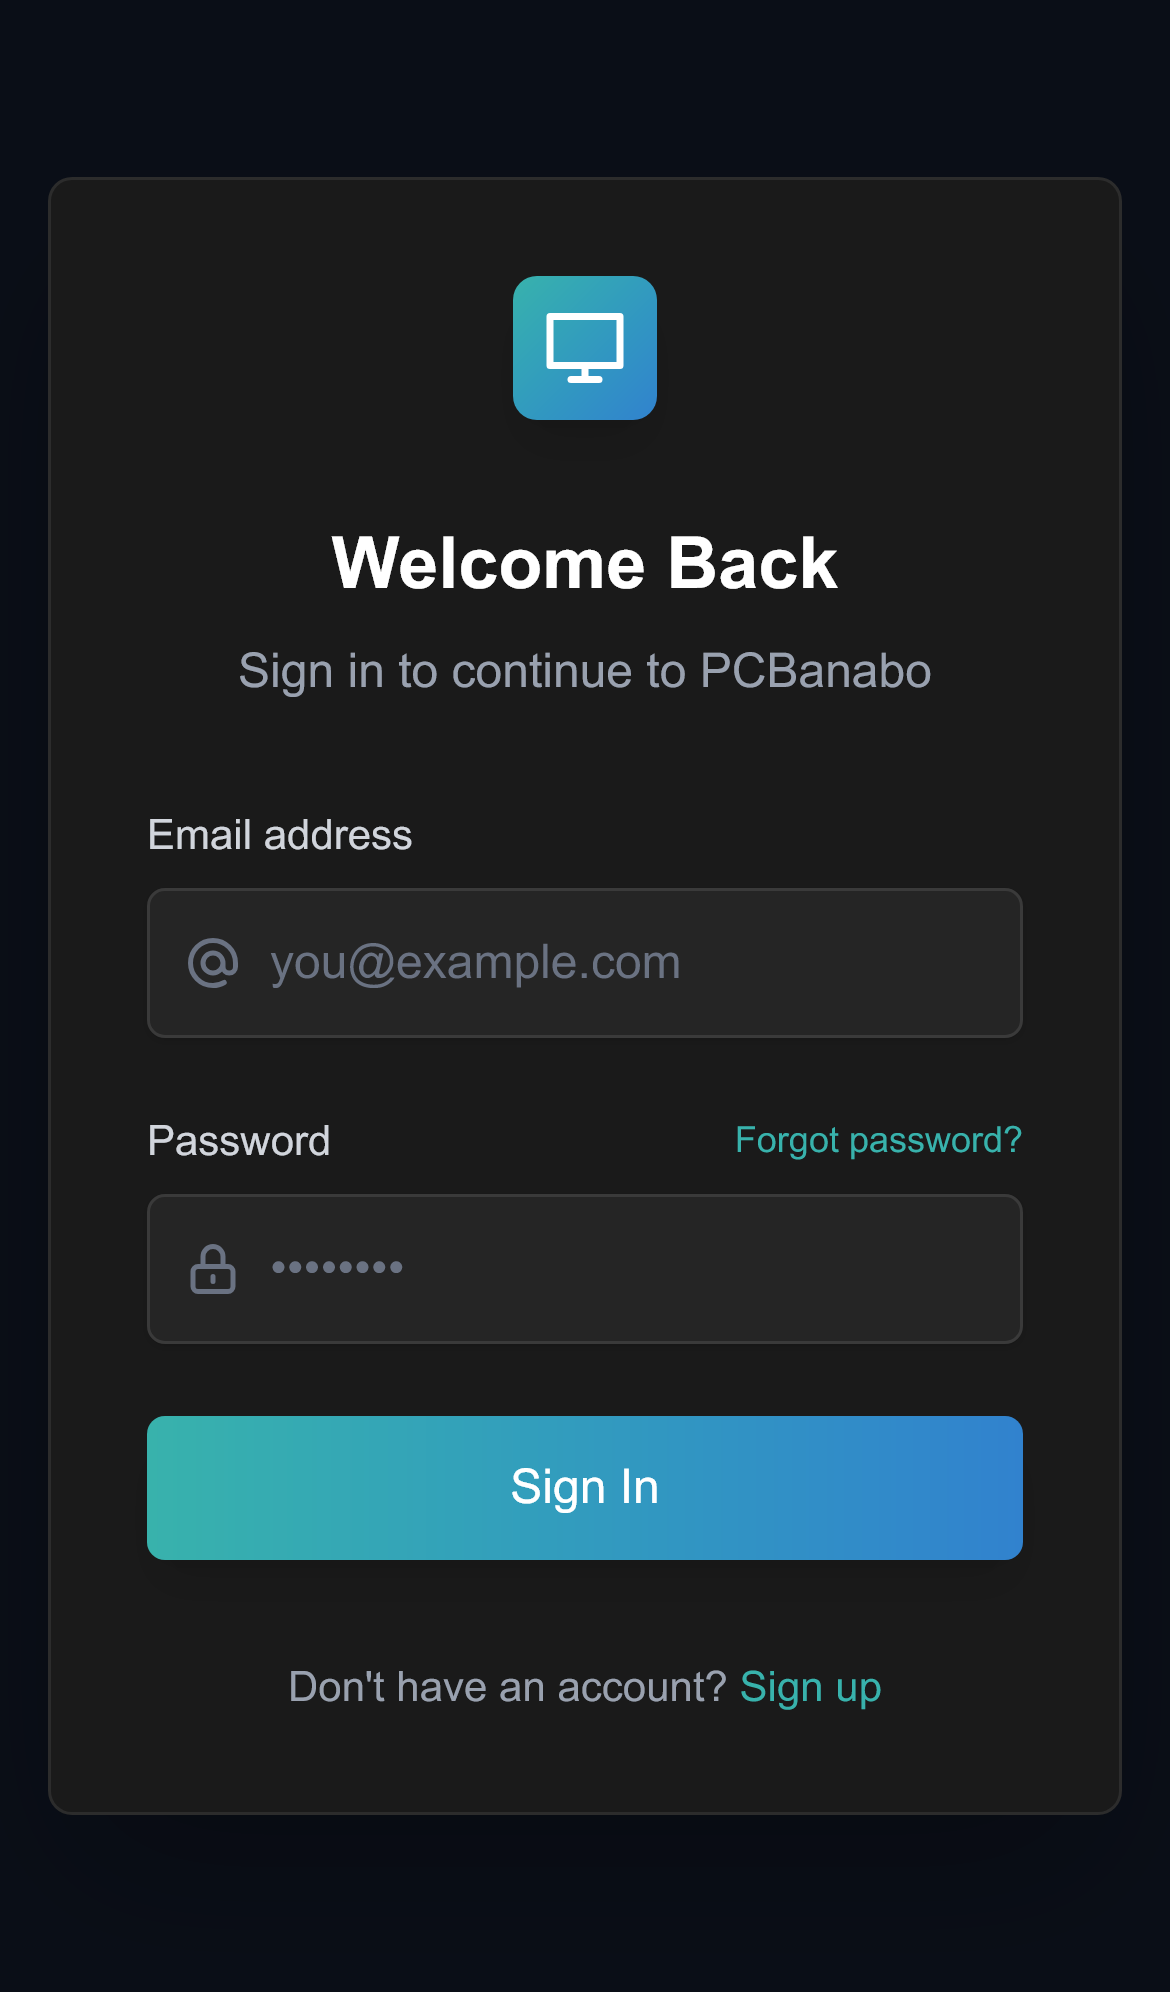 Welcome Back
Sign in to continue to PCBanabo
Email address
you@example.com
Password Forgot password?
••••••••
Sign In
Don't have an account? Sign up